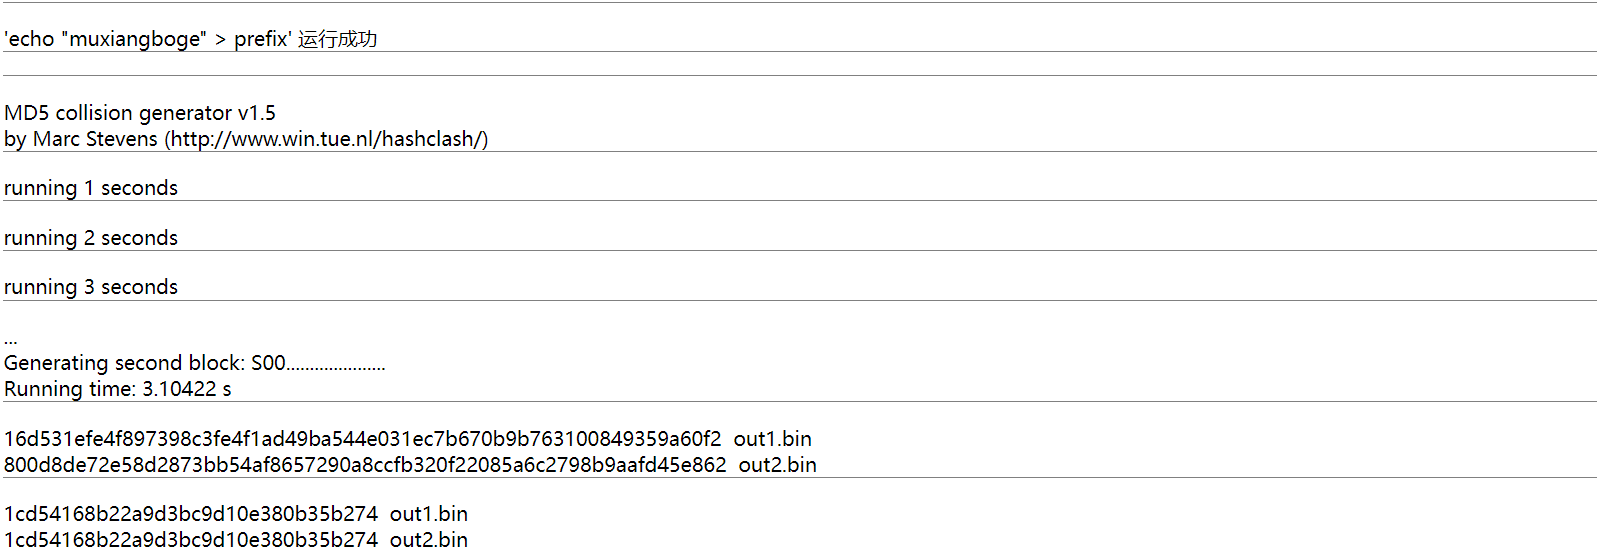 'echo "muxiangboge" > prefix' 运行成功
MD5 collision generator v1.5
by Marc Stevens (http://www.win.tue.nl/hashclash/)
running 1 seconds
running 2 seconds
running 3 seconds
...
Generating second block: S00.....................
Running time: 3.10422 s
16d531efe4f897398c3fe4f1ad49ba544e031ec7b670b9b763100849359a60f2  out1.bin
800d8de72e58d2873bb54af8657290a8ccfb320f22085a6c2798b9aafd45e862  out2.bin
1cd54168b22a9d3bc9d10e380b35b274  out1.bin
1cd54168b22a9d3bc9d10e380b35b274  out2.bin